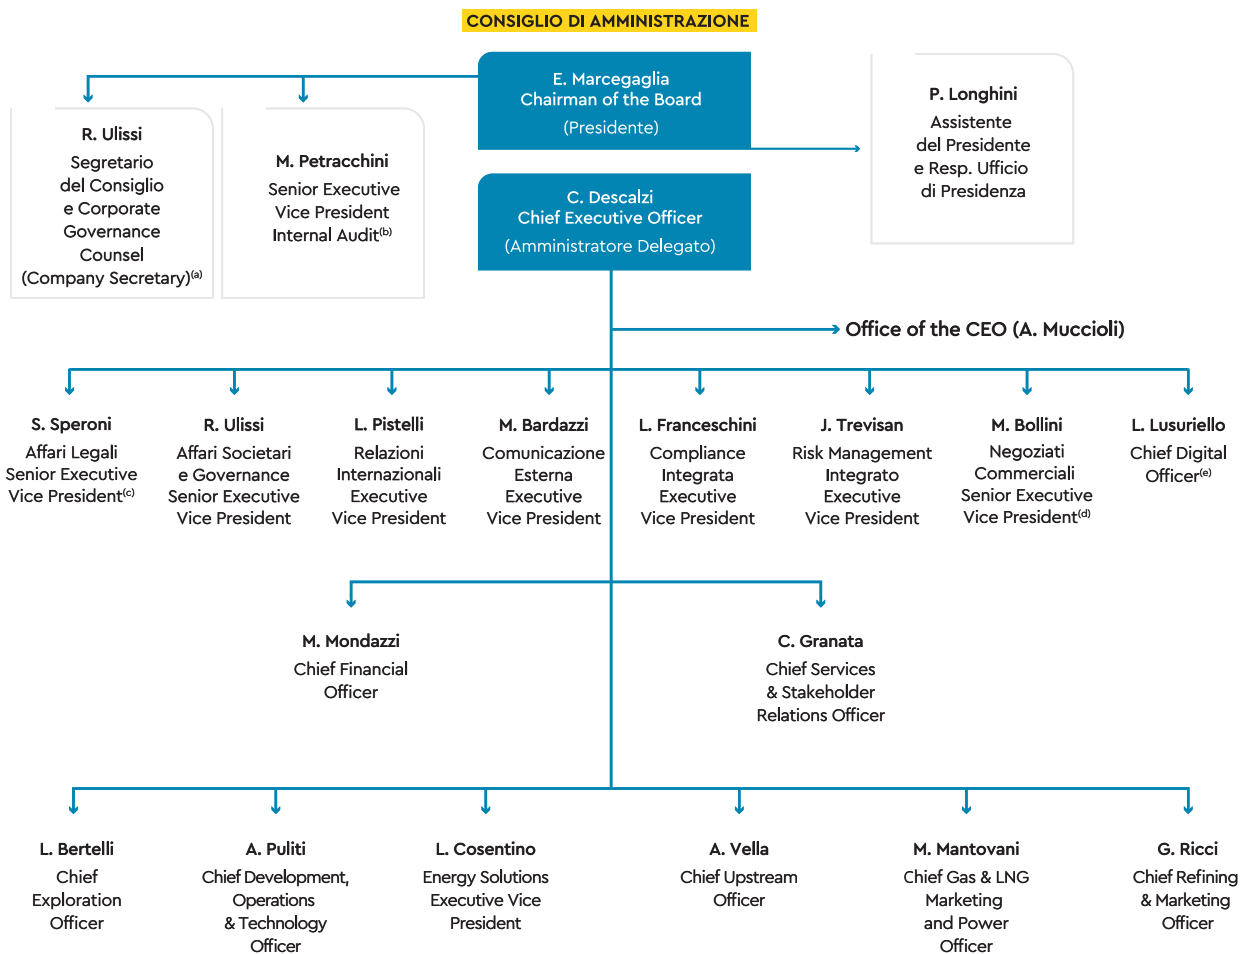 CONSIGLIO DI AMMINISTRAZIONE
E. Marcegaglia
Chairman of the Board
(Presidente)
P. Longhini
Assistente
del Presidente
e Resp. Ufficio
di Presidenza
R. Ulissi
Segretario
del Consiglio
e Corporate
Governance
Counsel
(Company Secretary)(a)
M. Petracchini
Senior Executive
Vice President
Internal Audit(b)
C. Descalzi
Chief Executive Officer
(Amministratore Delegato)
Office of the CEO (A. Muccioli)
S. Speroni
Affari Legali
Senior Executive
Vice President(c)
R. Ulissi
Affari Societari
e Governance
Senior Executive
Vice President
L. Pistelli
Relazioni
Internazionali
Executive
Vice President
M. Bardazzi
Comunicazione
Esterna
Executive
Vice President
L. Franceschini
Compliance
Integrata
Executive
Vice President
J. Trevisan
Risk Management
Integrato
Executive
Vice President
M. Bollini
Negoziati
Commerciali
Senior Executive
Vice President(d)
L. Lusuriello
Chief Digital
Officer(e)
M. Mondazzi
Chief Financial
Officer
C. Granata
Chief Services
& Stakeholder
Relations Officer
L. Bertelli
Chief
Exploration
Officer
A. Puliti
Chief Development,
Operations
& Technology
Officer
L. Cosentino
Energy Solutions
Executive Vice
President
A. Vella
Chief Upstream
Officer
M. Mantovani
Chief Gas & LNG
Marketing
and Power
Officer
G. Ricci
Chief Refining
& Marketing
Officer